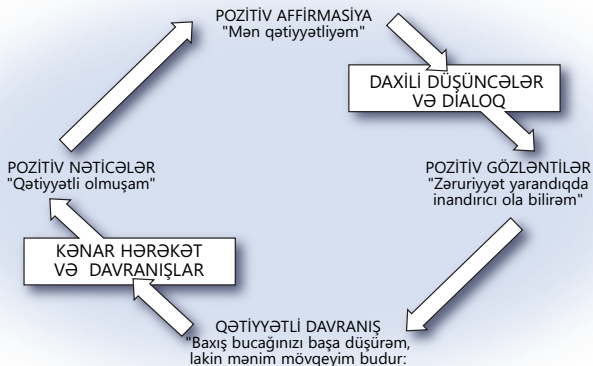 POZİTİV AFFİRMASİYA
"Mən qətiyyətliyəm"
DAXİLİ DÜŞÜNCƏLƏR
VƏ DİALOQ
POZİTİV GÖZLƏNTİLƏR
"Zəruriyyət yarandıqda
inandırıcı ola bilirəm"
QƏTİYYƏTLİ DAVRANIŞ
"Baxış bucağınızı başa düşürəm,
lakin mənim mövqeyim budur:
KƏNAR HƏRƏKƏT
VƏ DAVRANIŞLAR
POZİTİV NƏTİCƏLƏR
"Qətiyyətli olmuşam"